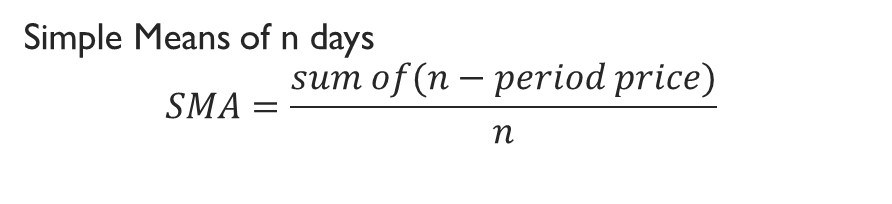 Simple Means of n days
SMA = sum of(n − period price) / n